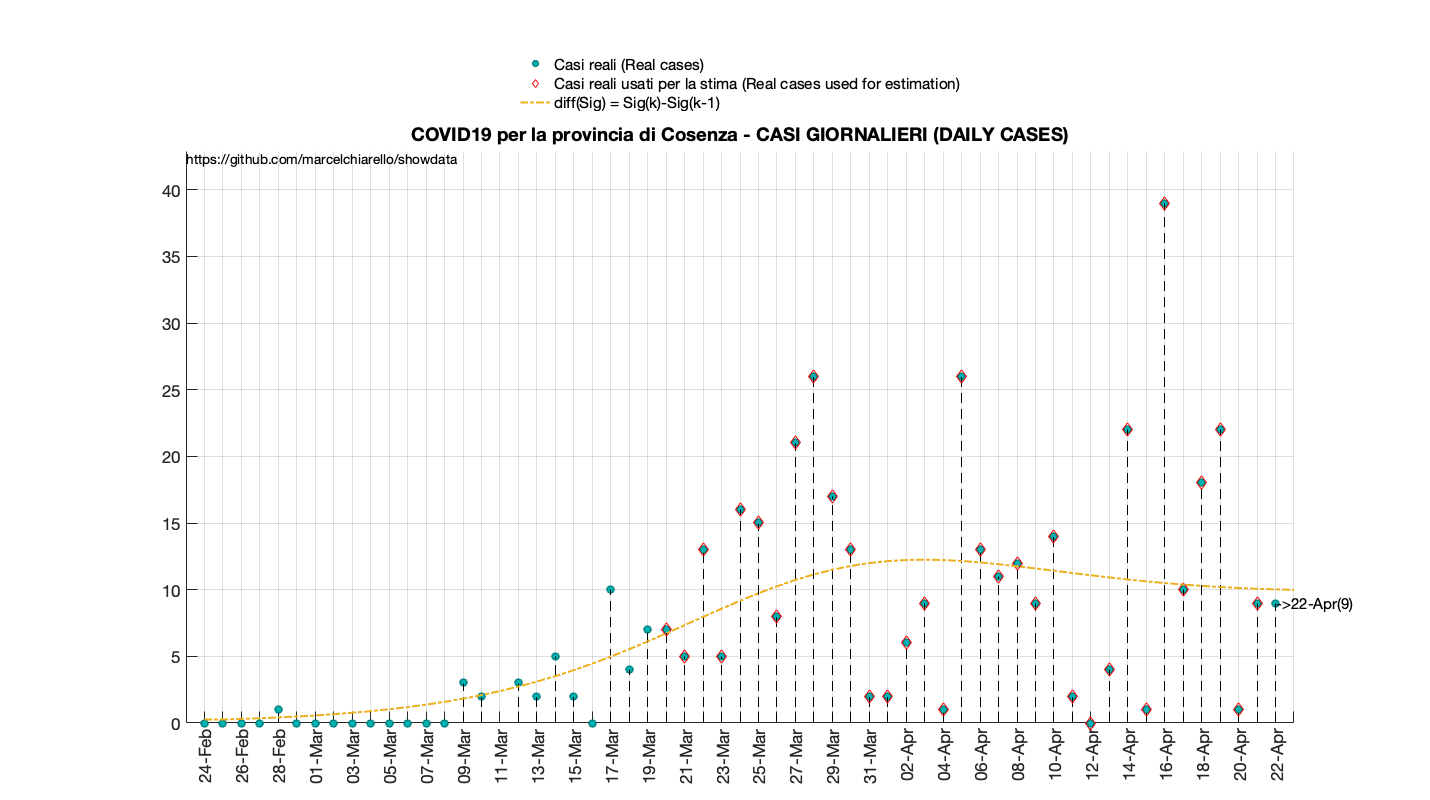 Casi reali (Real cases)
Casi reali usati per la stima (Real cases used for estimation)
diff(Sig) = Sig(k)-Sig(k-1)
COVID19 per la provincia di Cosenza - CASI GIORNALIERI (DAILY CASES)
https://github.com/marcelchiarello/showdata
40
35
30
25
20
15
10
5
0
->22-Apr(9)
24-Feb
26-Feb
28-Feb
01-Mar
03-Mar
05-Mar
07-Mar
09-Mar
11-Mar
13-Mar
15-Mar
17-Mar
19-Mar
21-Mar
23-Mar
25-Mar
27-Mar
29-Mar
31-Mar
02-Apr
04-Apr
06-Apr
08-Apr
10-Apr
12-Apr
14-Apr
16-Apr
18-Apr
20-Apr
22-Apr